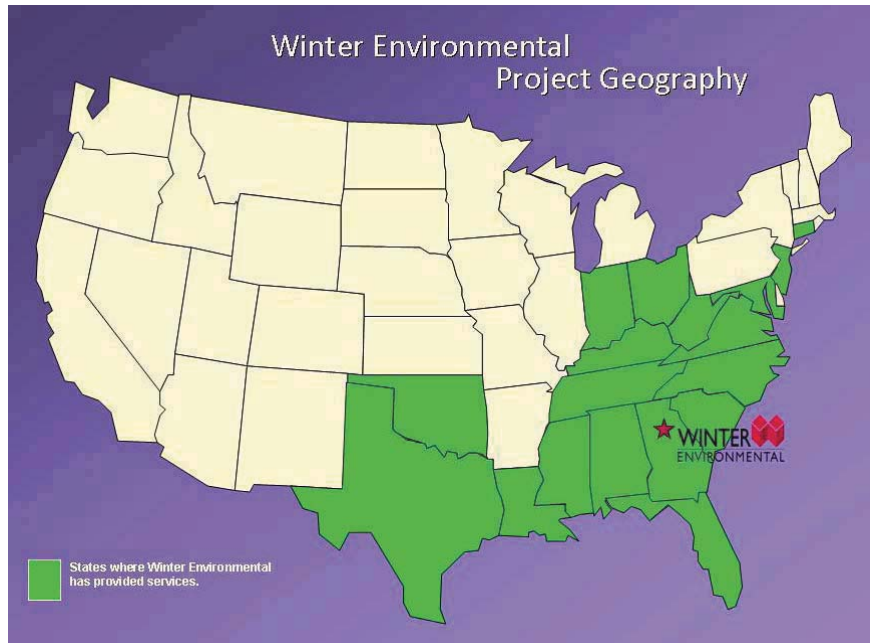 Winter Environmental
Project Geography
WINTER
ENVIRONMENTAL
States where Winter Environmental
has provided services.